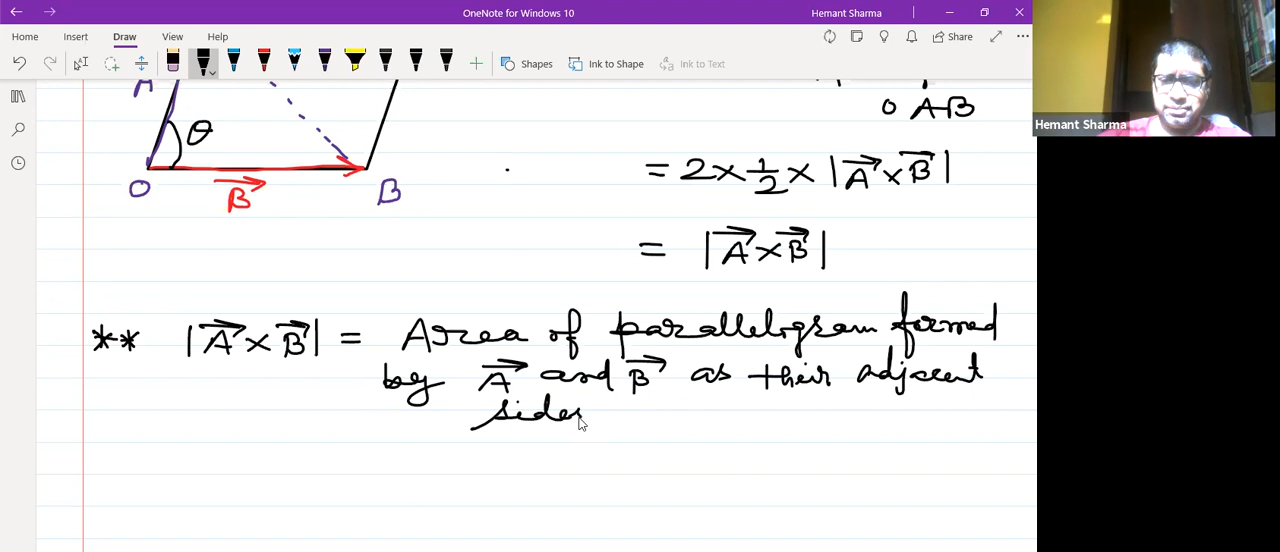 OneNote for Windows 10
Hemant Sharma
Home Insert Draw View Help
Share
Shapes Ink to Shape Ink to Text
A
θ
O
B⃗
B
O A B
= 2 × 1/2 × |A⃗ × B⃗|
= |A⃗ × B⃗|
** |A⃗ × B⃗| = Area of parallelogram formed
by A⃗ and B⃗ as their adjacent
sides
Hemant Sharma